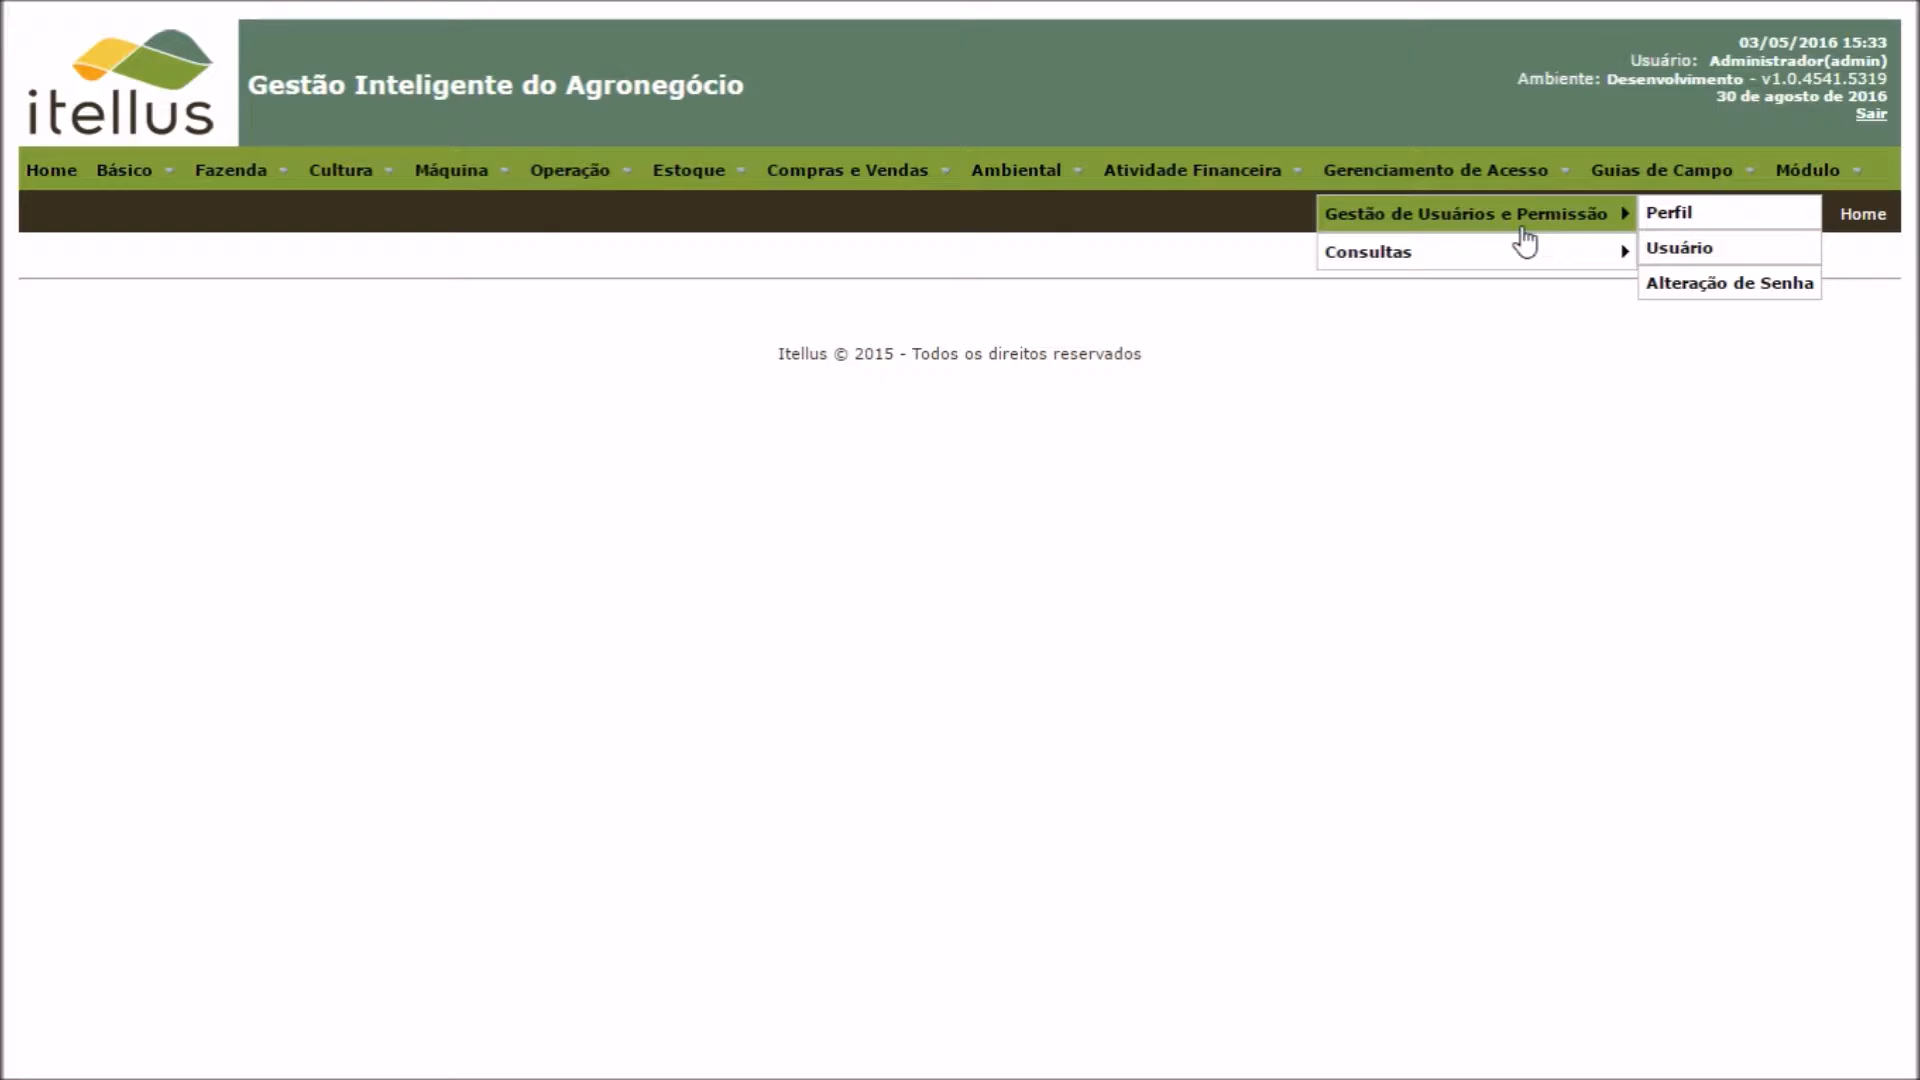 itellus
Gestão Inteligente do Agronegócio
03/05/2016 15:33
Usuário: Administrador(admin)
Ambiente: Desenvolvimento - v1.0.4541.5319
30 de agosto de 2016
Sair
Home Básico Fazenda Cultura Máquina Operação Estoque Compras e Vendas Ambiental Atividade Financeira Gerenciamento de Acesso Guias de Campo Módulo
Gestão de Usuários e Permissão Perfil Home
Consultas Usuário
Alteração de Senha
Itellus © 2015 - Todos os direitos reservados